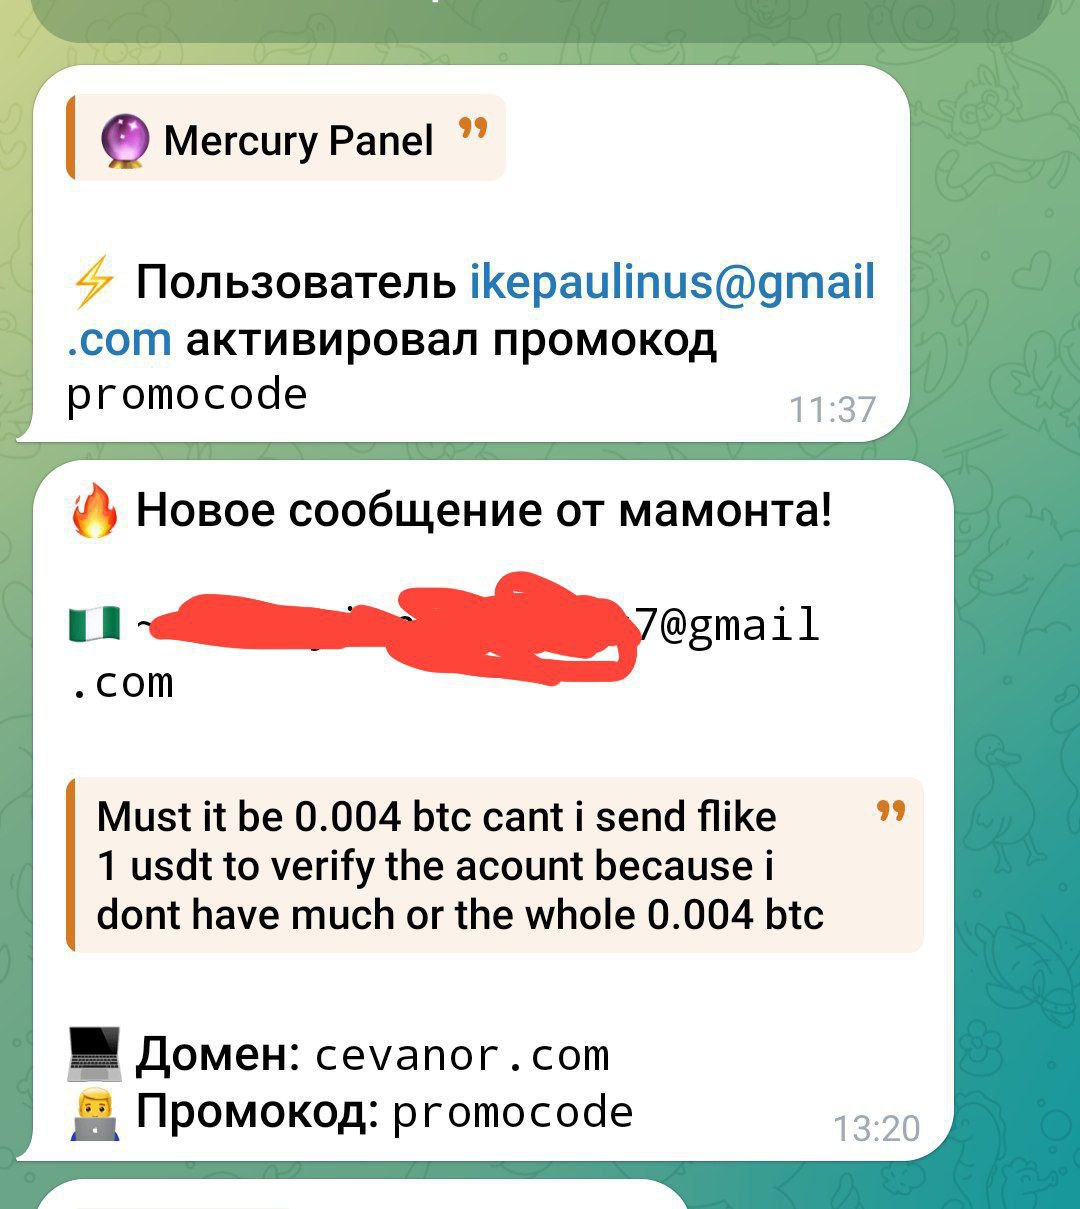 Mercury Panel
Пользователь ikepaulinus@gmail
.com активировал промокод
promocode
11:37
Новое сообщение от мамонта!
7@gmail
.com
Must it be 0.004 btc cant i send flike
1 usdt to verify the acount because i
dont have much or the whole 0.004 btc
Домен: cevanor.com
Промокод: promocode
13:20